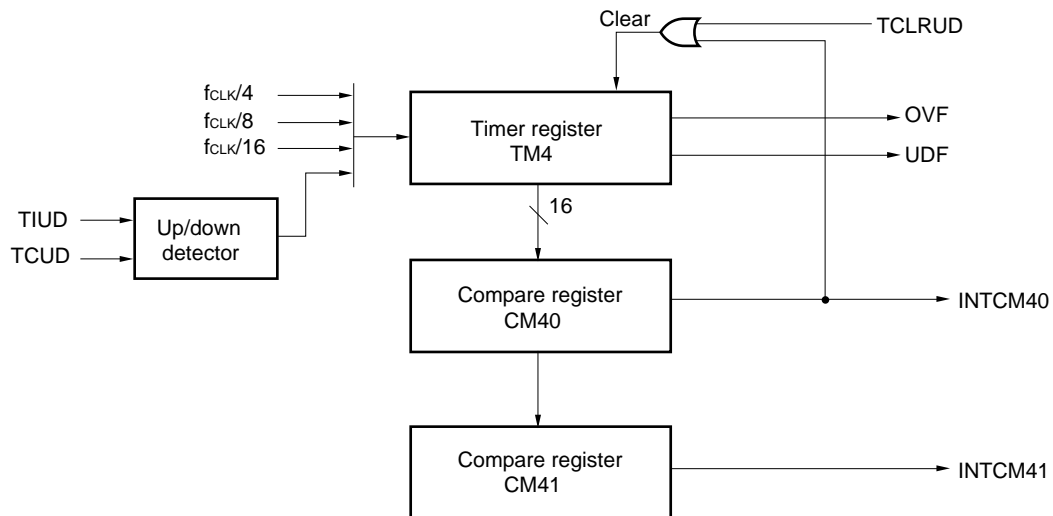 Clear
TCLRUD
fCLK/4
fCLK/8
fCLK/16
Timer register
TM4
OVF
UDF
16
TIUD
TCUD
Up/down
detector
Compare register
CM40
INTCM40
Compare register
CM41
INTCM41